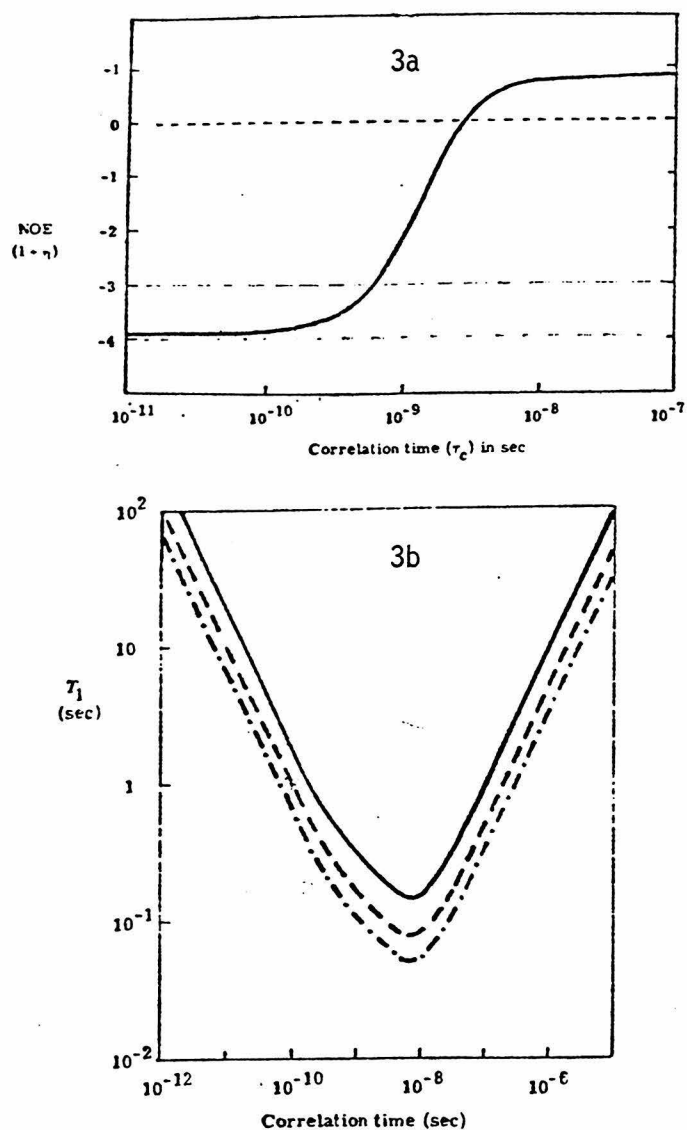 3a
-1
0
-1
-2
-3
-4
NOE
(1 + η)
10⁻¹¹
10⁻¹⁰
10⁻⁹
10⁻⁸
10⁻⁷
Correlation time (τc) in sec
3b
10²
10
1
10⁻¹
10⁻²
T₁
(sec)
10⁻¹²
10⁻¹⁰
10⁻⁸
10⁻⁶
Correlation time (sec)